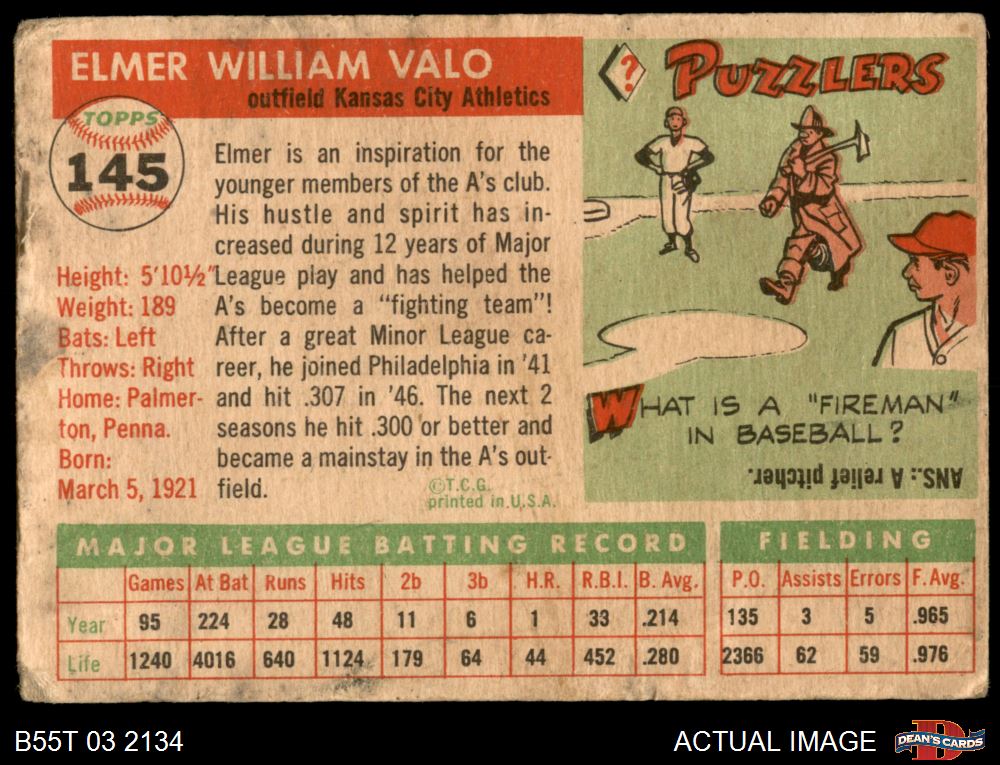 ELMER WILLIAM VALO
outfield Kansas City Athletics
TOPPS
145
Height: 5'10½"
Weight: 189
Bats: Left
Throws: Right
Home: Palmer-
ton, Penna.
Born:
March 5, 1921
Elmer is an inspiration for the
younger members of the A's club.
His hustle and spirit has in-
creased during 12 years of Major
League play and has helped the
A's become a "fighting team"!
After a great Minor League ca-
reer, he joined Philadelphia in '41
and hit .307 in '46. The next 2
seasons he hit .300 or better and
became a mainstay in the A's out-
field.
©T.C.G.
printed in U.S.A.
?
PUZZLERS
WHAT IS A "FIREMAN"
IN BASEBALL?
ANS.: A relief pitcher.
MAJOR LEAGUE BATTING RECORD
Games At Bat Runs Hits 2b 3b H.R. R.B.I. B. Avg.
Year 95 224 28 48 11 6 1 33 .214
Life 1240 4016 640 1124 179 64 44 452 .280
FIELDING
P.O. Assists Errors F. Avg.
135 3 5 .965
2366 62 59 .976
B55T 03 2134
ACTUAL IMAGE
D
DEAN'S CARDS